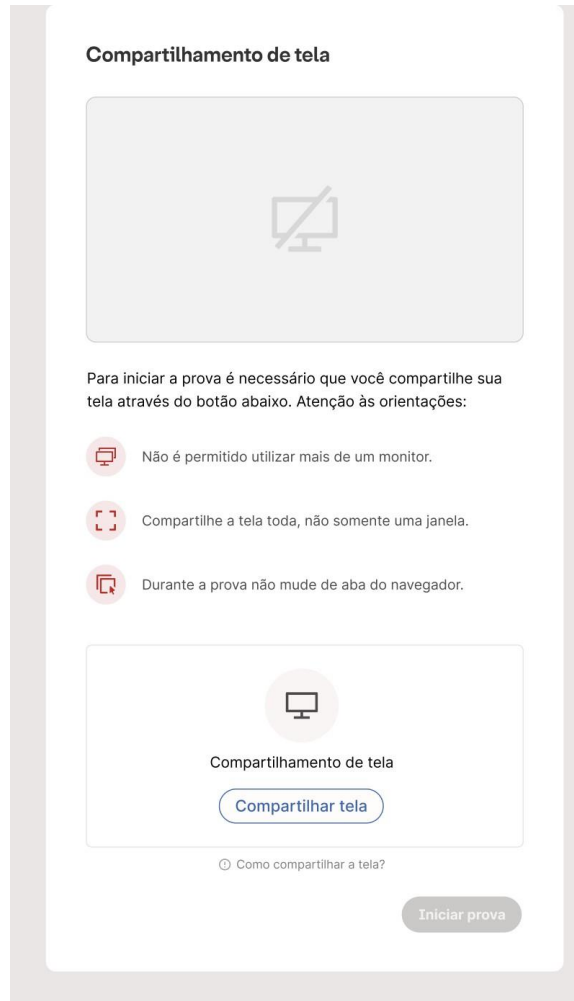 Compartilhamento de tela
Para iniciar a prova é necessário que você compartilhe sua
tela através do botão abaixo. Atenção às orientações:
Não é permitido utilizar mais de um monitor.
Compartilhe a tela toda, não somente uma janela.
Durante a prova não mude de aba do navegador.
Compartilhamento de tela
Compartilhar tela
Como compartilhar a tela?
Iniciar prova